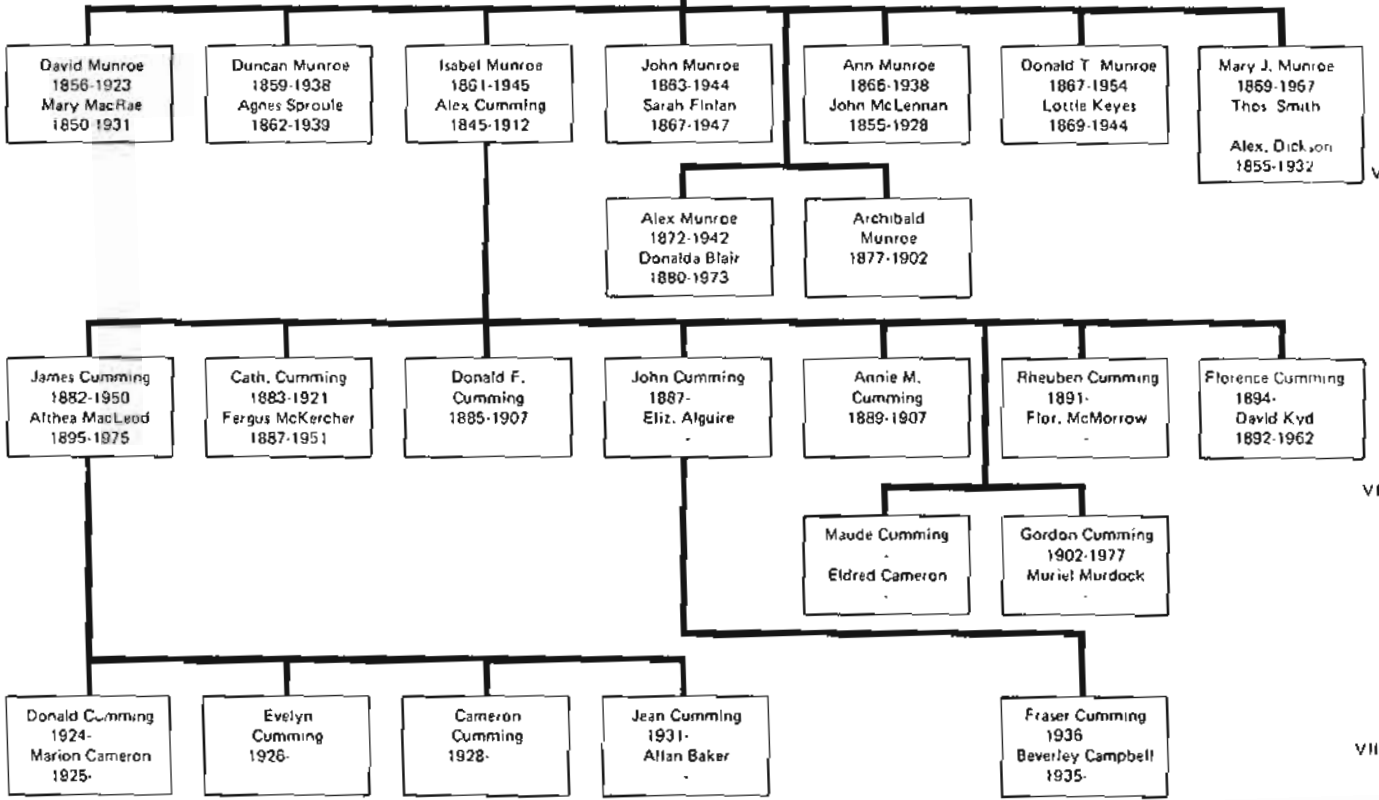 David Munroe
1856-1923
Mary MacRae
1850-1931
Duncan Munroe
1859-1938
Agnes Sproule
1862-1939
Isabel Munroe
1861-1945
Alex Cumming
1845-1912
John Munroe
1863-1944
Sarah Finlan
1867-1947
Ann Munroe
1866-1938
John McLennan
1855-1928
Donald T. Munroe
1867-1954
Lottie Keyes
1869-1944
Mary J. Munroe
1869-1967
Thos. Smith
Alex. Dickson
1855-1932
V
Alex Munroe
1872-1942
Donalda Blair
1880-1973
Archibald
Munroe
1877-1902
James Cumming
1882-1950
Althea MacLeod
1895-1975
Cath. Cumming
1883-1921
Fergus McKercher
1887-1951
Donald F.
Cumming
1885-1907
John Cumming
1887-
Eliz. Alguire
-
Annie M.
Cumming
1889-1907
Rheuben Cumming
1891-
Flor. McMorrow
-
Florence Cumming
1894-
David Kyd
1892-1962
VI
Maude Cumming
-
Eldred Cameron
-
Gordon Cumming
1902-1977
Muriel Murdock
-
Donald Cumming
1924-
Marion Cameron
1925-
Evelyn
Cumming
1926-
Cameron
Cumming
1928-
Jean Cumming
1931-
Allan Baker
-
Fraser Cumming
1936
Beverley Campbell
1935-
VII